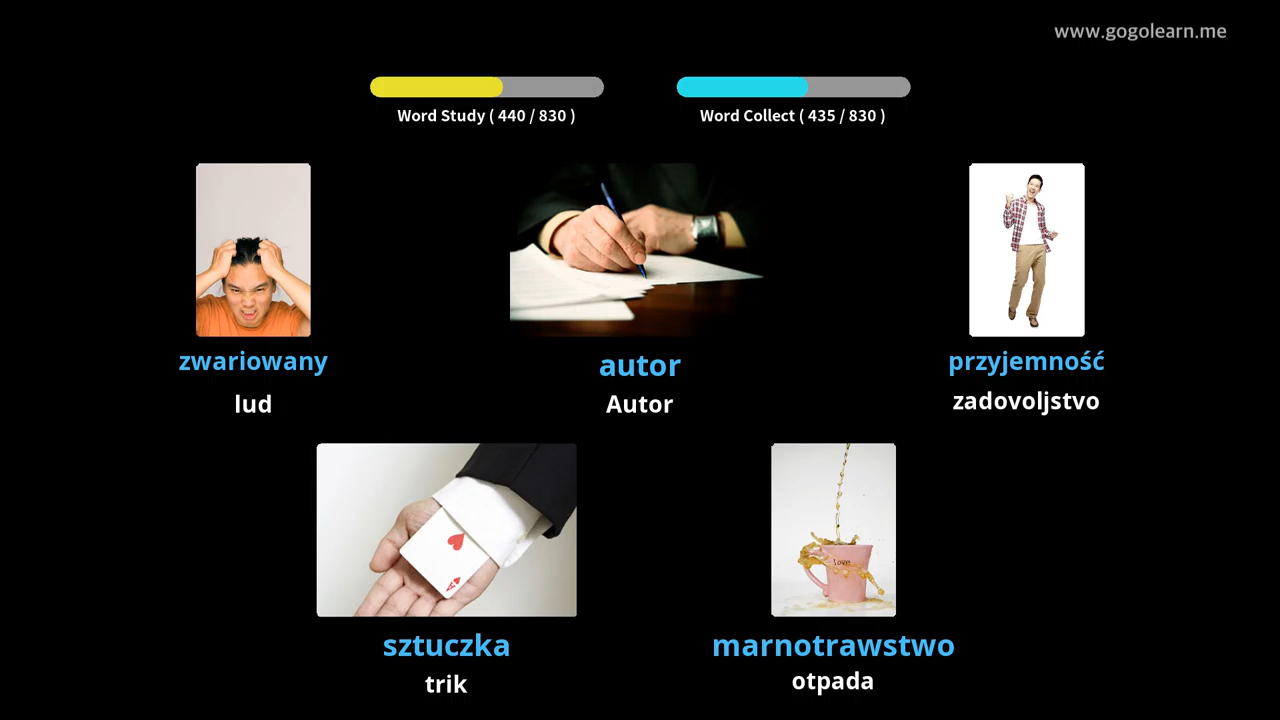 www.gogolearn.me
Word Study ( 440 / 830 )
Word Collect ( 435 / 830 )
zwariowany
lud
autor
Autor
przyjemność
zadovoljstvo
love
sztuczka
trik
marnotrawstwo
otpada